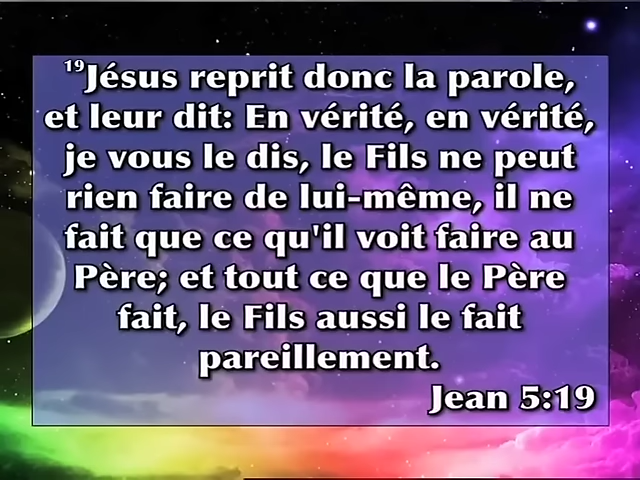 19Jésus reprit donc la parole,
et leur dit: En vérité, en vérité,
je vous le dis, le Fils ne peut
rien faire de lui-même, il ne
fait que ce qu'il voit faire au
Père; et tout ce que le Père
fait, le Fils aussi le fait
pareillement.
Jean 5:19